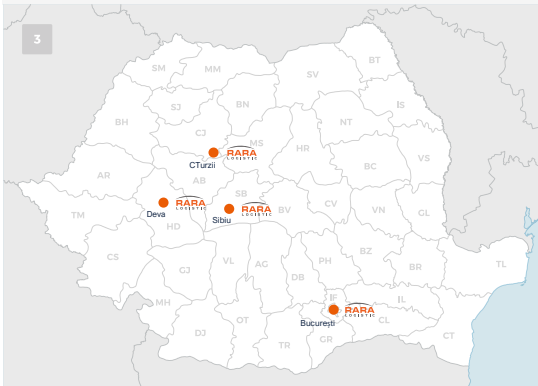 3
SM
MM
BT
SV
SJ
BN
IS
BH
CJ
NT
MS
RARA
LOGISTIC
CTurzii
HR
BC
VS
AR
AB
SB
RARA
LOGISTIC
Deva
RARA
LOGISTIC
Sibiu
BV
CV
VN
GL
TM
HD
CS
GJ
VL
AG
PH
BZ
BR
TL
DB
MH
IF
IL
RARA
LOGISTIC
București
CL
DJ
OT
TR
GR
CT